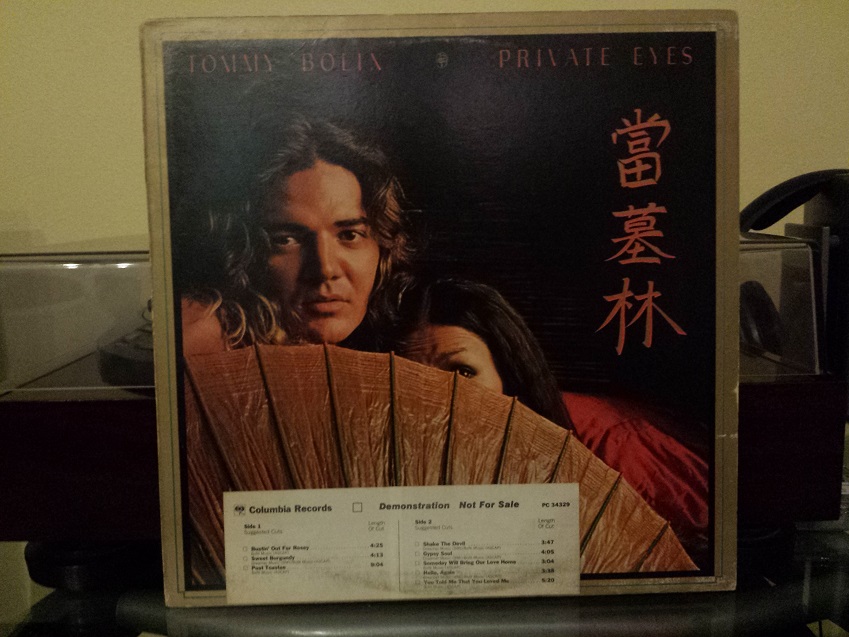 TOMMY BOLIN PRIVATE EYES
當
墓
林
Columbia Records Demonstration Not For Sale PC 34329
Side 1
Suggested Cuts
Length
Of Cut
Bustin' Out For Rosey 4:25
Sweet Burgundy 4:13
Post Toastee 9:04
Side 2
Suggested Cuts
Length
Of Cut
Shake The Devil 3:47
Gypsy Soul 4:05
Someday Will Bring Our Love Home 3:04
Hello, Again 3:38
You Told Me That You Loved Me 5:20